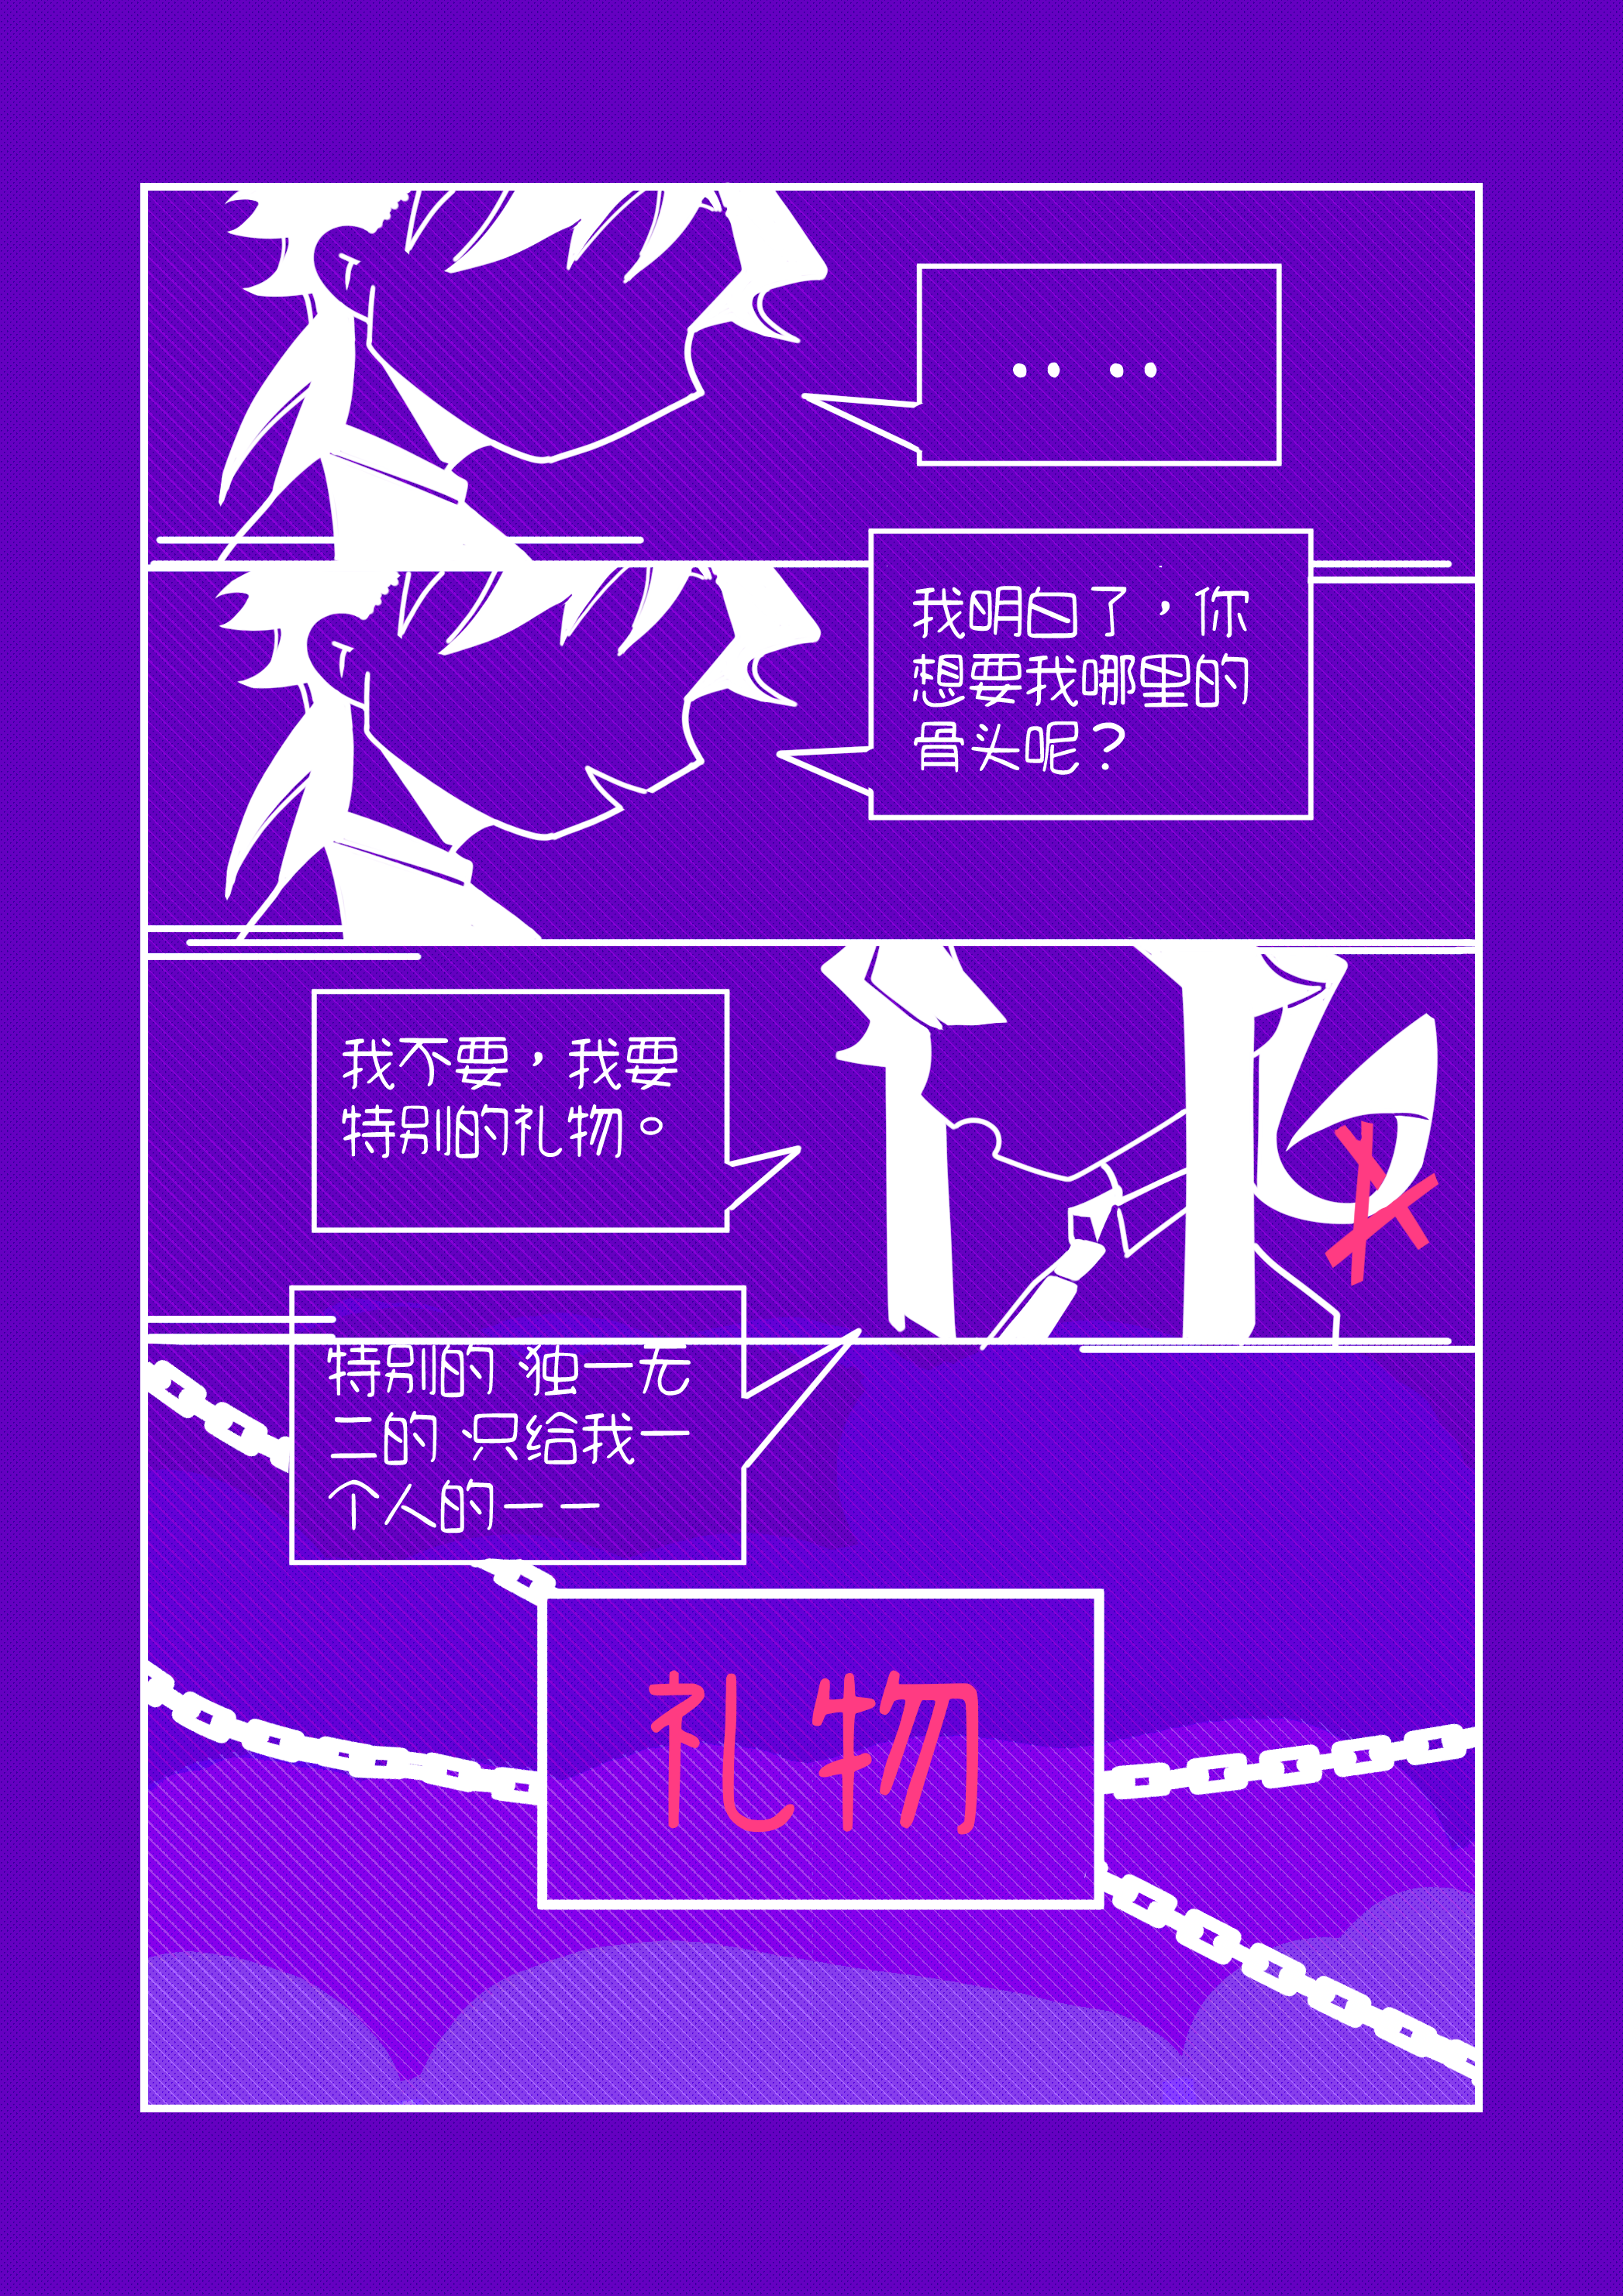 .. ..
我明白了，你
想要我哪里的
骨头呢？
我不要，我要
特别的礼物。
特别的 独一无
二的 只给我一
个人的一一
礼物